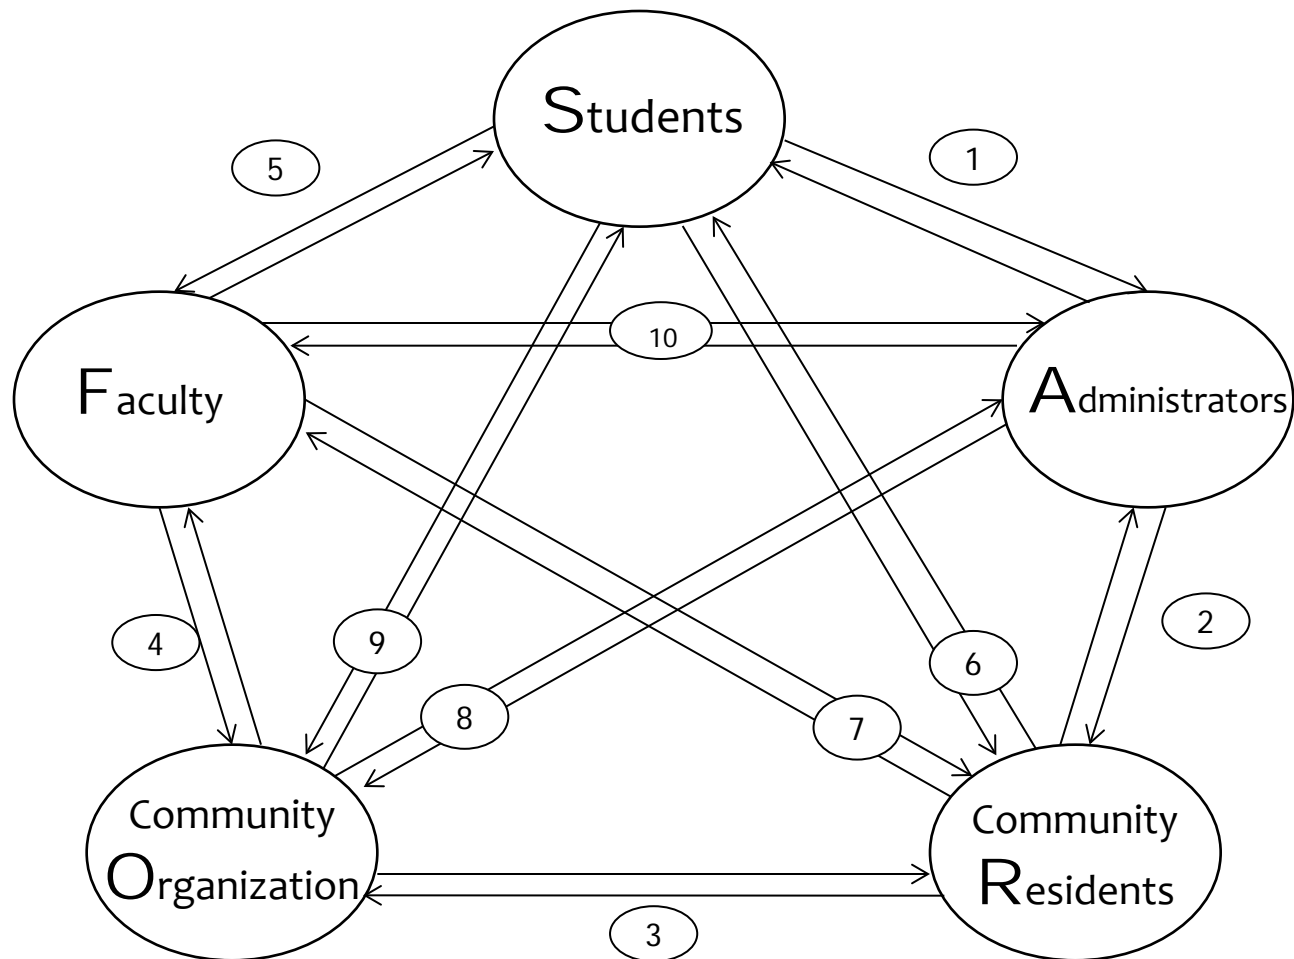 Students
5
1
10
Faculty
Administrators
4
9
8
7
6
2
Community
Organization
Community
Residents
3